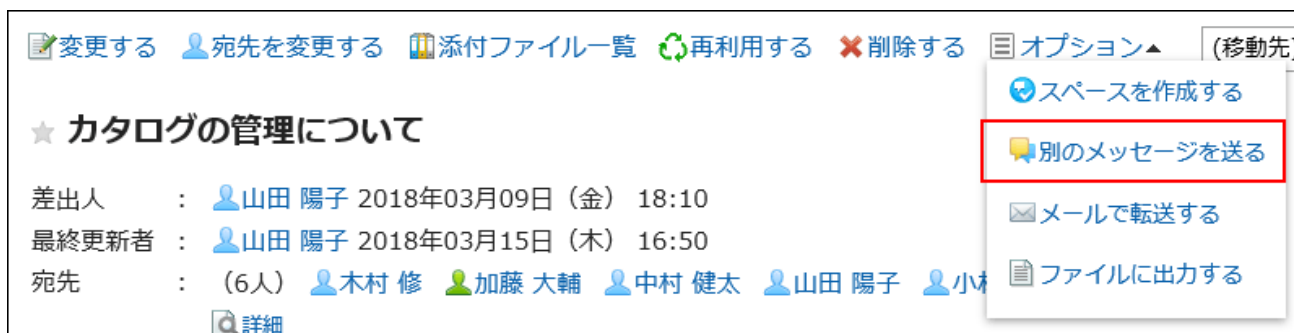 変更する 宛先を変更する 添付ファイル一覧 再利用する 削除する オプション▲ (移動先)
スペースを作成する
カタログの管理について
別のメッセージを送る
差出人 : 山田 陽子 2018年03月09日（金） 18:10
メールで転送する
最終更新者 : 山田 陽子 2018年03月15日（木） 16:50
宛先 : （6人） 木村 修 加藤 大輔 中村 健太 山田 陽子
ファイルに出力する
詳細